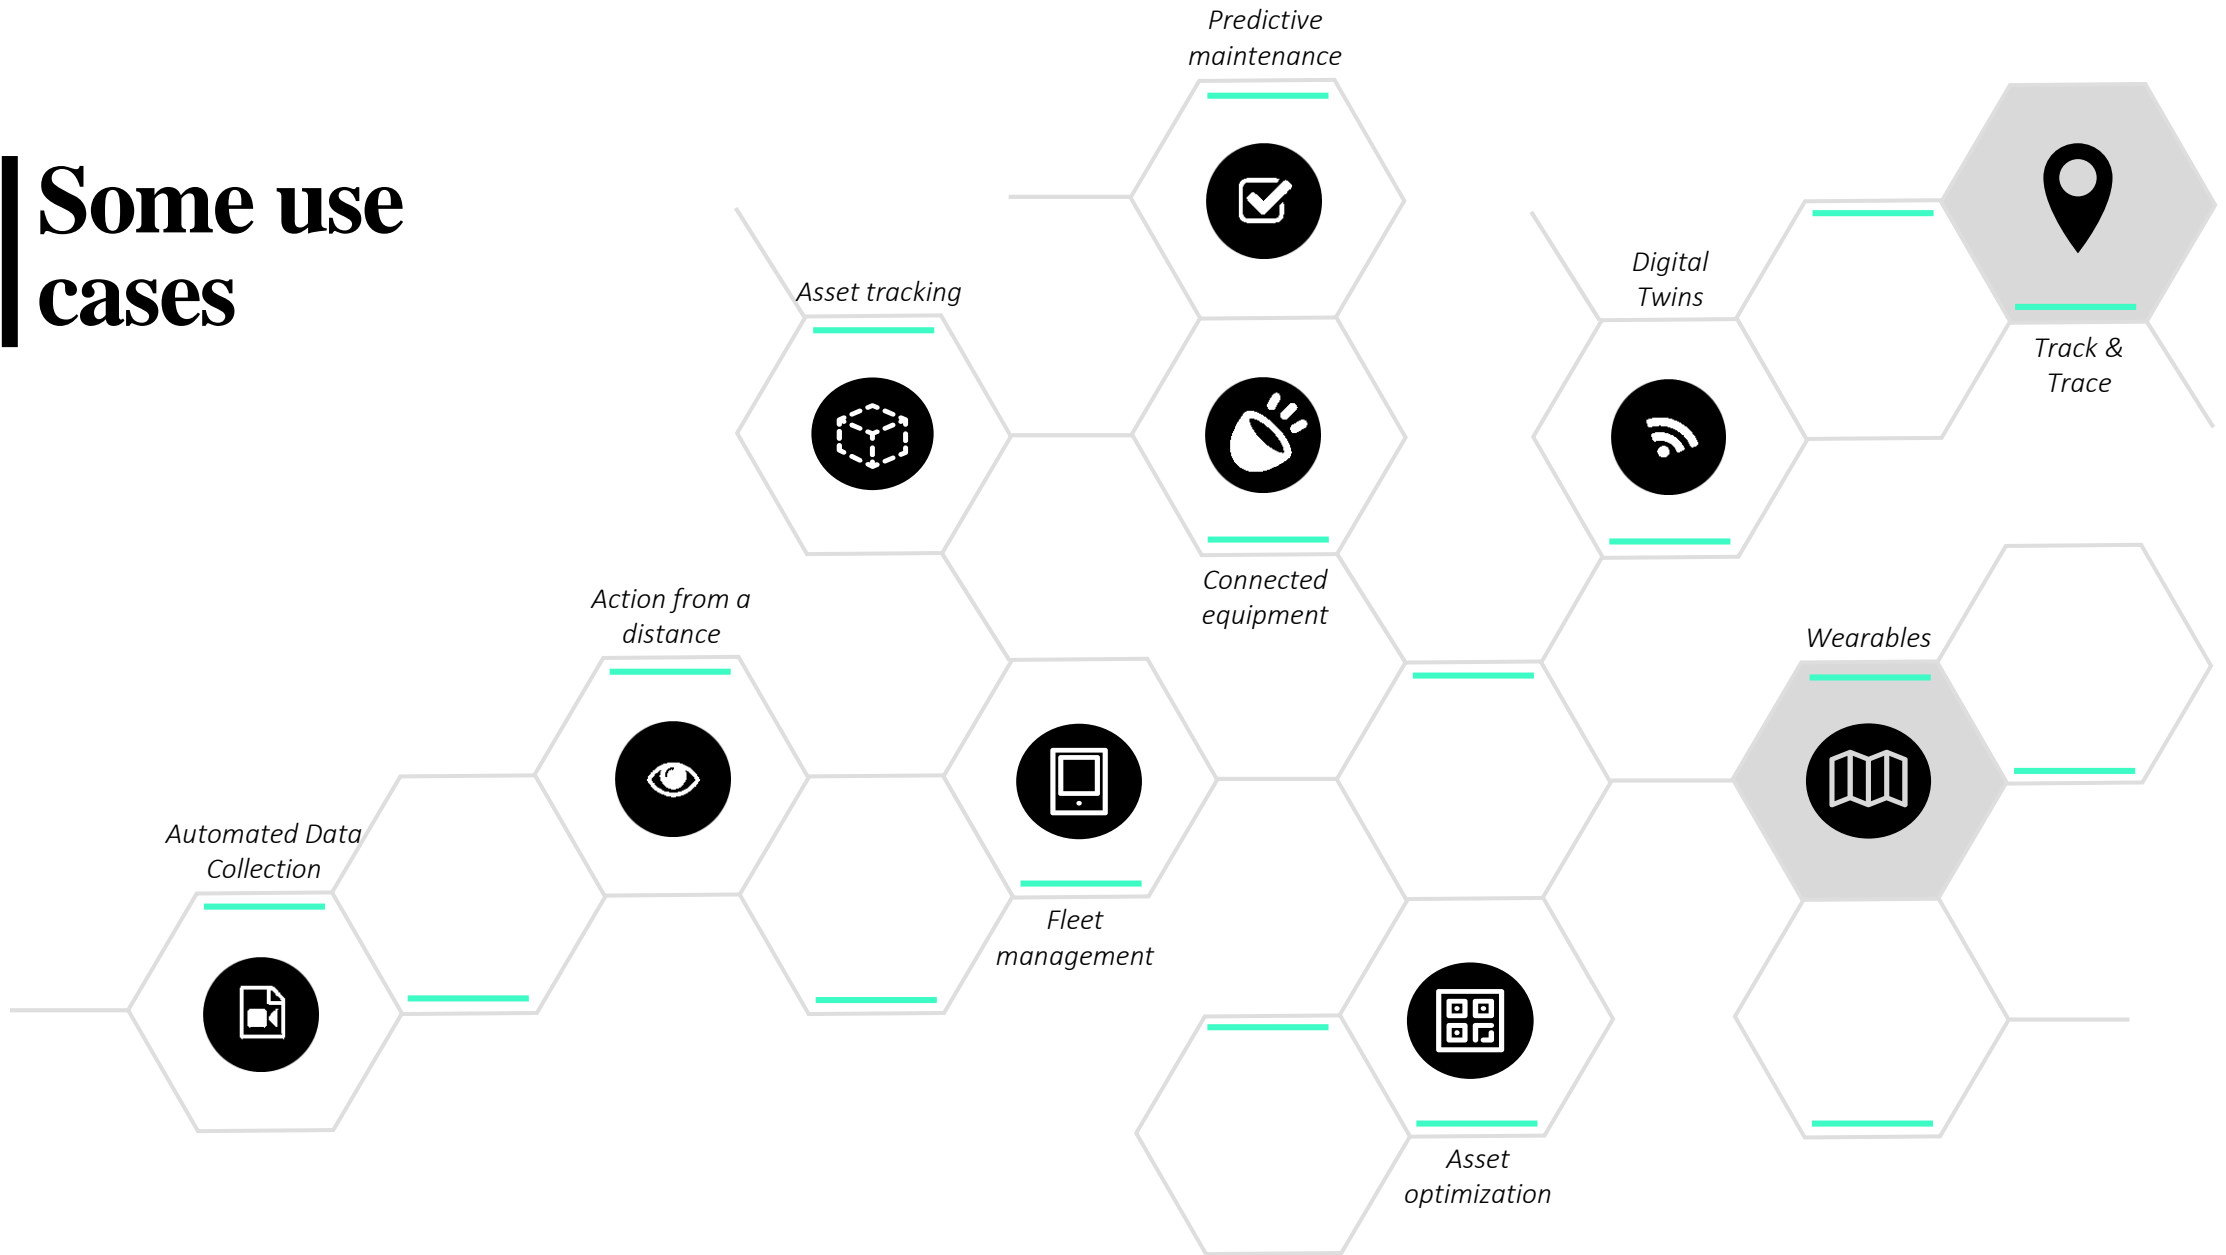 Some use
cases
Predictive
maintenance
Asset tracking
Digital
Twins
Track &
Trace
Connected
equipment
Action from a
distance
Wearables
Automated Data
Collection
Fleet
management
Asset
optimization